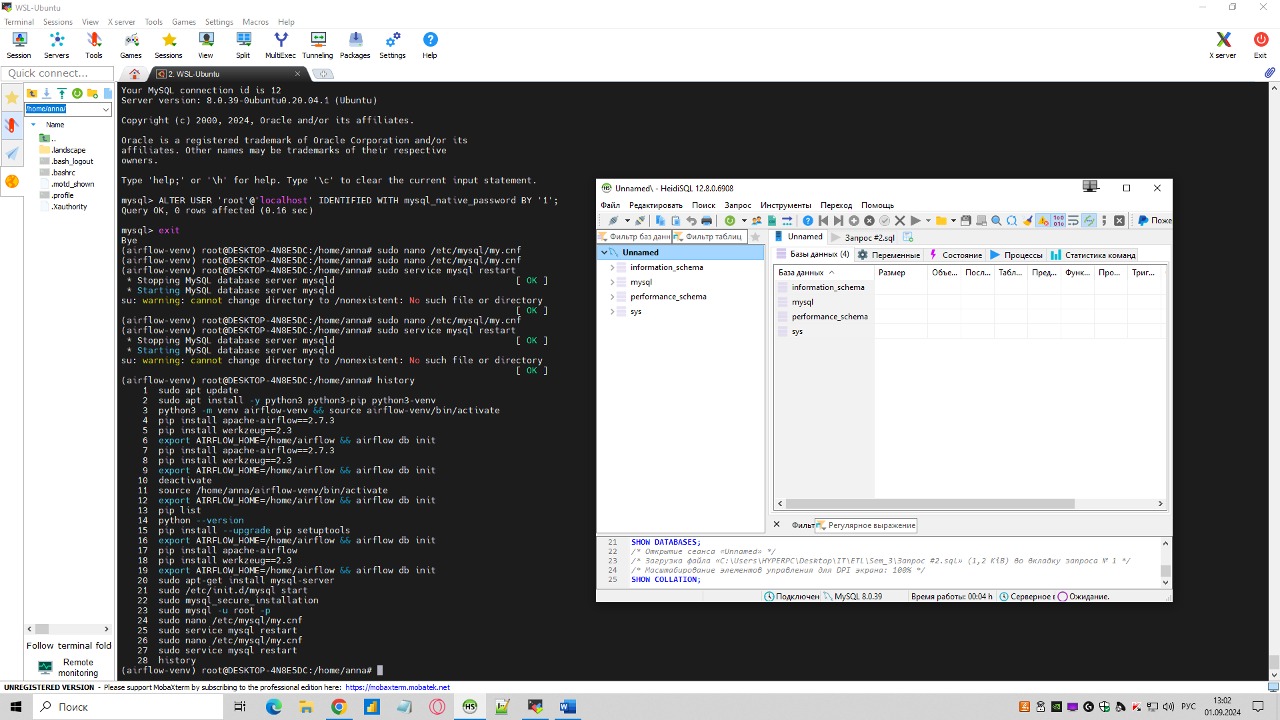 WSL-Ubuntu
Terminal Sessions View X server Tools Games Settings Macros Help
Session Servers Tools Games Sessions View Split MultiExec Tunneling Packages Settings Help X server Exit
Quick connect...
2. WSL-Ubuntu
/home/anna/
Name
..
.landscape
.bash_logout
.bashrc
.motd_shown
.profile
.Xauthority
Follow terminal fold
Remote
monitoring
Your MySQL connection id is 12
Server version: 8.0.39-0ubuntu0.20.04.1 (Ubuntu)
Copyright (c) 2000, 2024, Oracle and/or its affiliates.
Oracle is a registered trademark of Oracle Corporation and/or its
affiliates. Other names may be trademarks of their respective
owners.
Type 'help;' or '\h' for help. Type '\c' to clear the current input statement.
mysql> ALTER USER 'root'@'localhost' IDENTIFIED WITH mysql_native_password BY '1';
Query OK, 0 rows affected (0.16 sec)
mysql> exit
Bye
(airflow-venv) root@DESKTOP-4N8E5DC:/home/anna# sudo nano /etc/mysql/my.cnf
(airflow-venv) root@DESKTOP-4N8E5DC:/home/anna# sudo nano /etc/mysql/my.cnf
(airflow-venv) root@DESKTOP-4N8E5DC:/home/anna# sudo service mysql restart
* Stopping MySQL database server mysqld [ OK ]
* Starting MySQL database server mysqld
su: warning: cannot change directory to /nonexistent: No such file or directory
[ OK ]
(airflow-venv) root@DESKTOP-4N8E5DC:/home/anna# sudo nano /etc/mysql/my.cnf
(airflow-venv) root@DESKTOP-4N8E5DC:/home/anna# sudo service mysql restart
* Stopping MySQL database server mysqld [ OK ]
* Starting MySQL database server mysqld
su: warning: cannot change directory to /nonexistent: No such file or directory
[ OK ]
(airflow-venv) root@DESKTOP-4N8E5DC:/home/anna# history
1 sudo apt update
2 sudo apt install -y python3 python3-pip python3-venv
3 python3 -m venv airflow-venv && source airflow-venv/bin/activate
4 pip install apache-airflow==2.7.3
5 pip install werkzeug==2.3
6 export AIRFLOW_HOME=/home/airflow && airflow db init
7 pip install apache-airflow==2.7.3
8 pip install werkzeug==2.3
9 export AIRFLOW_HOME=/home/airflow && airflow db init
10 deactivate
11 source /home/anna/airflow-venv/bin/activate
12 export AIRFLOW_HOME=/home/airflow && airflow db init
13 pip list
14 python --version
15 pip install --upgrade pip setuptools
16 export AIRFLOW_HOME=/home/airflow && airflow db init
17 pip install apache-airflow
18 pip install werkzeug==2.3
19 export AIRFLOW_HOME=/home/airflow && airflow db init
20 sudo apt-get install mysql-server
21 sudo /etc/init.d/mysql start
22 sudo mysql_secure_installation
23 sudo mysql -u root -p
24 sudo nano /etc/mysql/my.cnf
25 sudo service mysql restart
26 sudo nano /etc/mysql/my.cnf
27 sudo service mysql restart
28 history
(airflow-venv) root@DESKTOP-4N8E5DC:/home/anna#
Unnamed\ - HeidiSQL 12.8.0.6908
Файл Редактировать Поиск Запрос Инструменты Переход Помощь
Пože
Фильтр баз данн Фильтр таблиц
Unnamed Запрос #2.sql
Unnamed
information_schema
mysql
performance_schema
sys
Базы данных (4) Переменные Состояние Процессы Статистика команд
База данных Размер Объе... Посл... Табл... Пред... Функ... Про... Триг...
information_schema
mysql
performance_schema
sys
Фильт Регулярное выражение
21 SHOW DATABASES;
22 /* Открытие сеанса «Unnamed» */
23 /* Загрузка файла «C:\Users\HYPERPC\Desktop\IT\ETL\Sem_3\Запрос #2.sql» (1,2 KiB) во вкладку запроса № 1 */
24 /* Масштабирование элементов управления для DPI экрана: 100% */
25 SHOW COLLATION;
Подключен MySQL 8.0.39 Время работы: 00:04 h Серверное в Ожидание.
UNREGISTERED VERSION - Please support MobaXterm by subscribing to the professional edition here: https://mobaxterm.mobatek.net
Поиск
РУС
13:02
01.09.2024